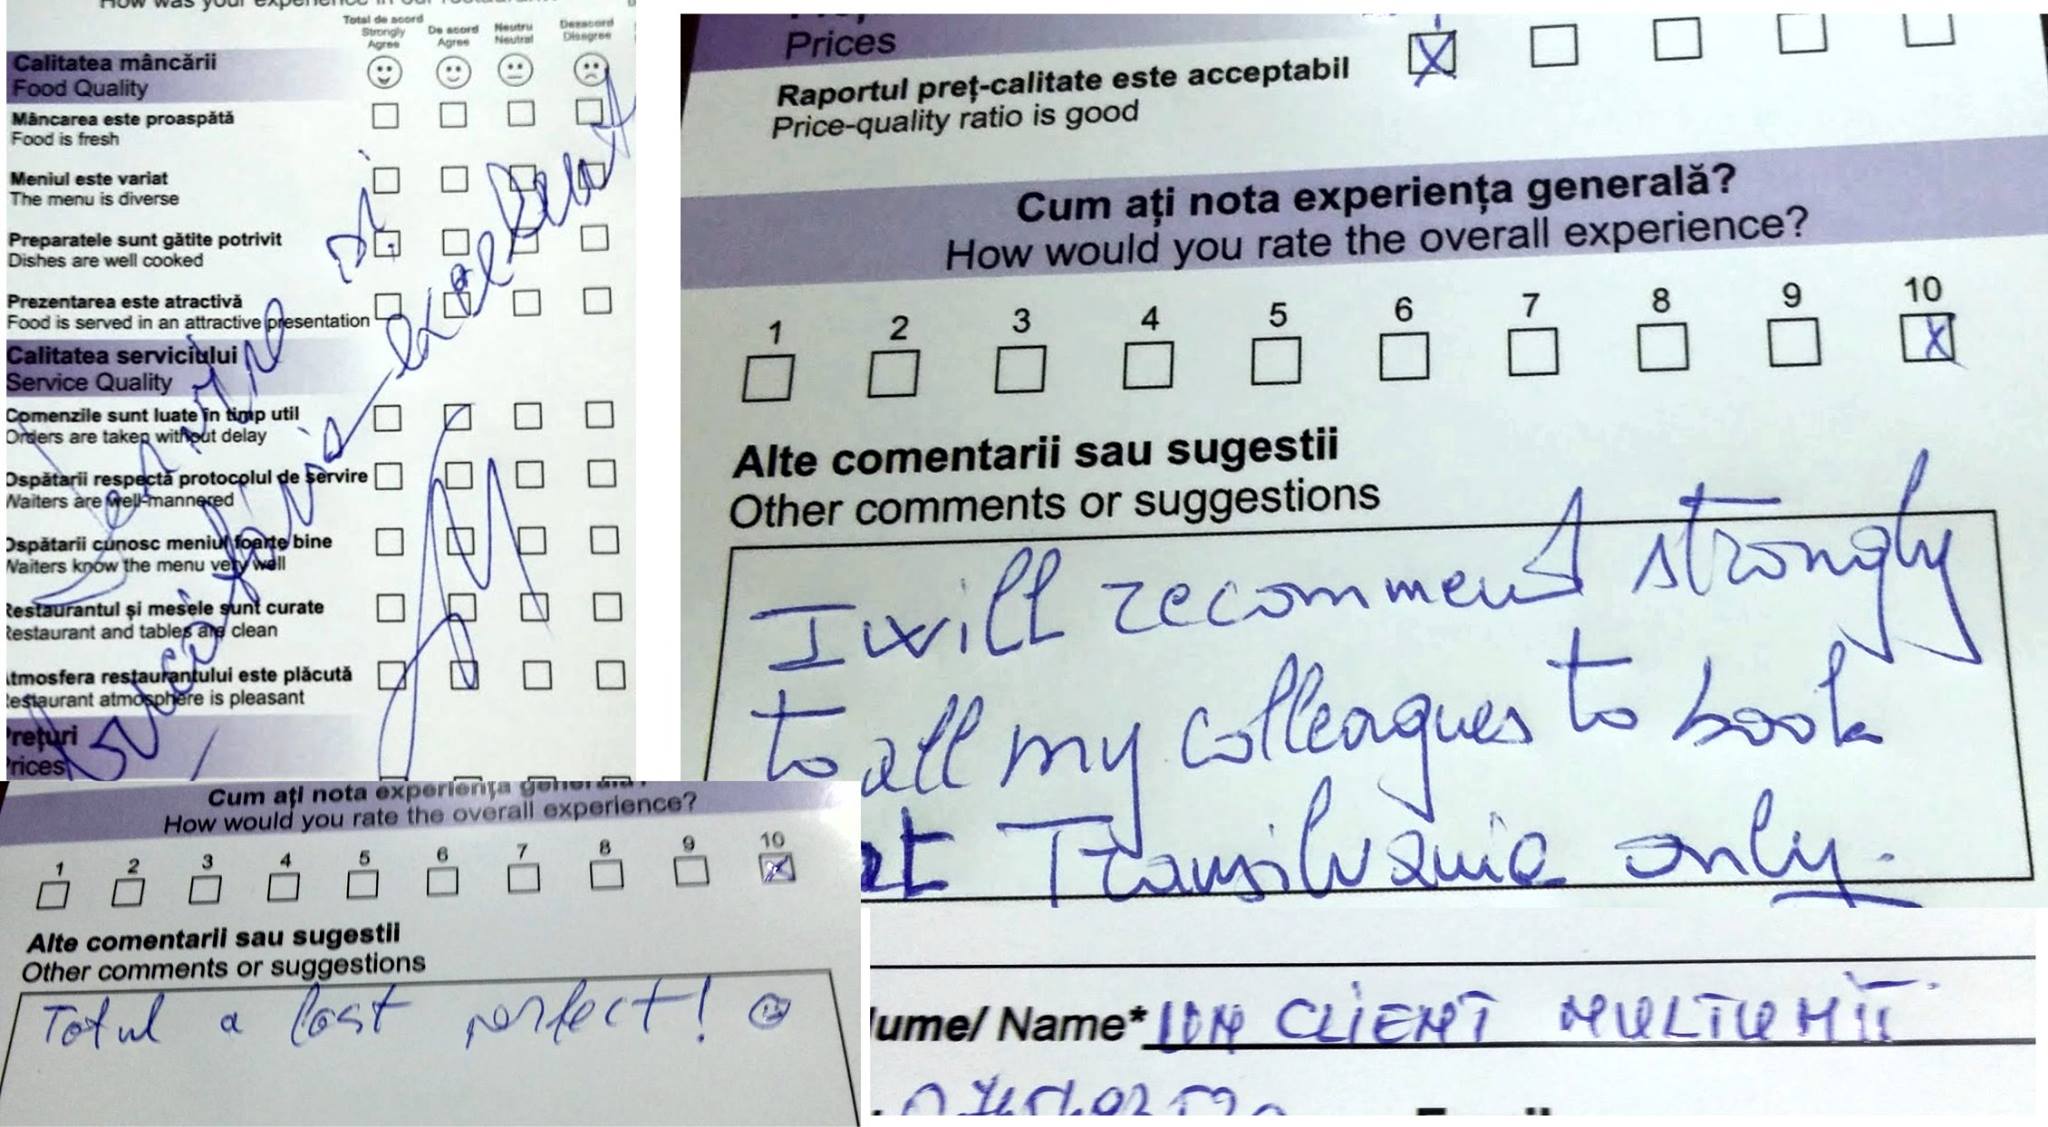 How was your experience in our restaurant?
Total de acord
Strongly
Agree
De acord
Agree
Neutru
Neutral
Dezacord
Disagree
Calitatea mâncării
Food Quality
Mâncarea este proaspătă
Food is fresh
Meniul este variat
The menu is diverse
Preparatele sunt gătite potrivit
Dishes are well cooked
Prezentarea este atractivă
Food is served in an attractive presentation
Calitatea serviciului
Service Quality
Comenzile sunt luate în timp util
Orders are taken without delay
Ospătarii respectă protocolul de servire
Waiters are well-mannered
Ospătarii cunosc meniul foarte bine
Waiters know the menu very well
Restaurantul și mesele sunt curate
Restaurant and tables are clean
Atmosfera restaurantului este plăcută
Restaurant atmosphere is pleasant
Prețuri
Prices
Servire și
bucătărie excelent
Prices
Raportul preț-calitate este acceptabil
Price-quality ratio is good
Cum ați nota experiența generală?
How would you rate the overall experience?
1 2 3 4 5 6 7 8 9 10
Alte comentarii sau sugestii
Other comments or suggestions
I will recommend strongly
to all my colleagues to book
at Transilvania only.
Cum ați nota experiența generală?
How would you rate the overall experience?
1 2 3 4 5 6 7 8 9 10
Alte comentarii sau sugestii
Other comments or suggestions
Totul a fost perfect!
ume/ Name* UN CLIENT MULTUMIT